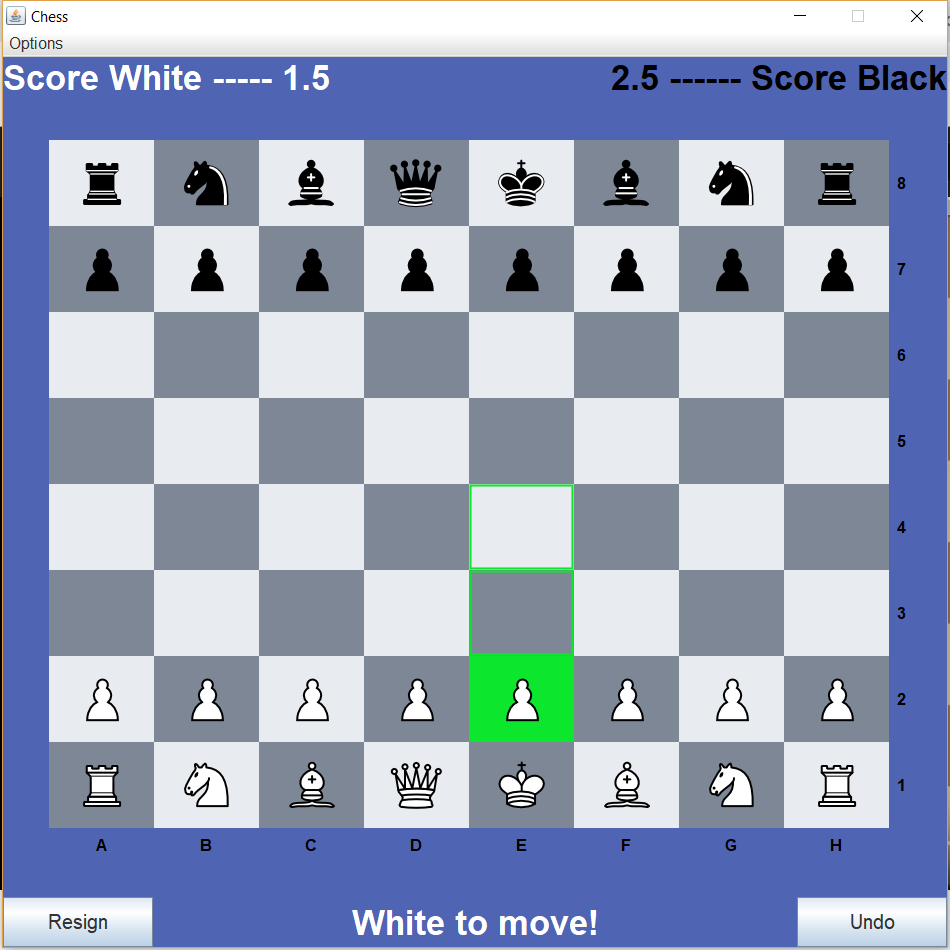 Chess
Options
Score White ----- 1.5
2.5 ------ Score Black
8
7
6
5
4
3
2
1
A B C D E F G H
Resign
White to move!
Undo